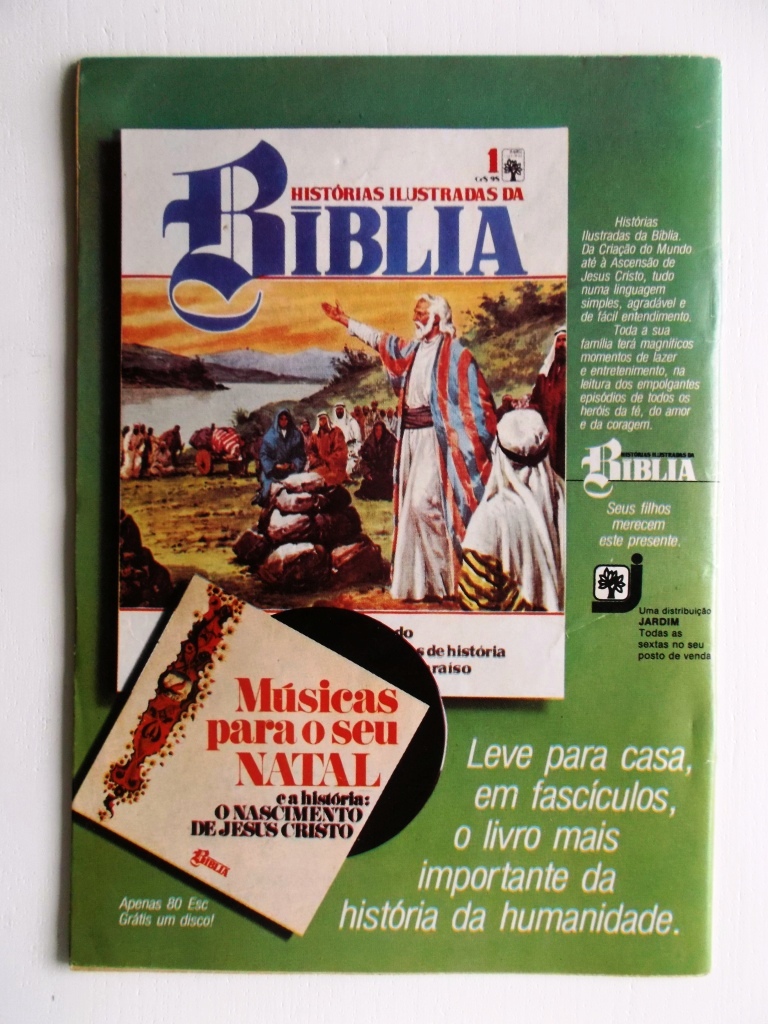 1
Cr$ 95
HISTÓRIAS ILUSTRADAS DA
BÍBLIA
Histórias
Ilustradas da Bíblia.
Da Criação do Mundo
até à Ascensão de
Jesus Cristo, tudo
numa linguagem
simples, agradável e
de fácil entendimento.
Toda a sua
família terá magníficos
momentos de lazer
e entretenimento, na
leitura dos empolgantes
episódios de todos os
heróis da fé, do amor
e da coragem.
HISTÓRIAS ILUSTRADAS DA
BÍBLIA
Seus filhos
merecem
este presente.
Uma distribuição
JARDIM
Todas as
sextas no seu
posto de venda
do
s de história
raíso
Músicas
para o seu
NATAL
e a história:
O NASCIMENTO
DE JESUS CRISTO
BÍBLIA
Apenas 80 Esc
Grátis um disco!
Leve para casa,
em fascículos,
o livro mais
importante da
história da humanidade.